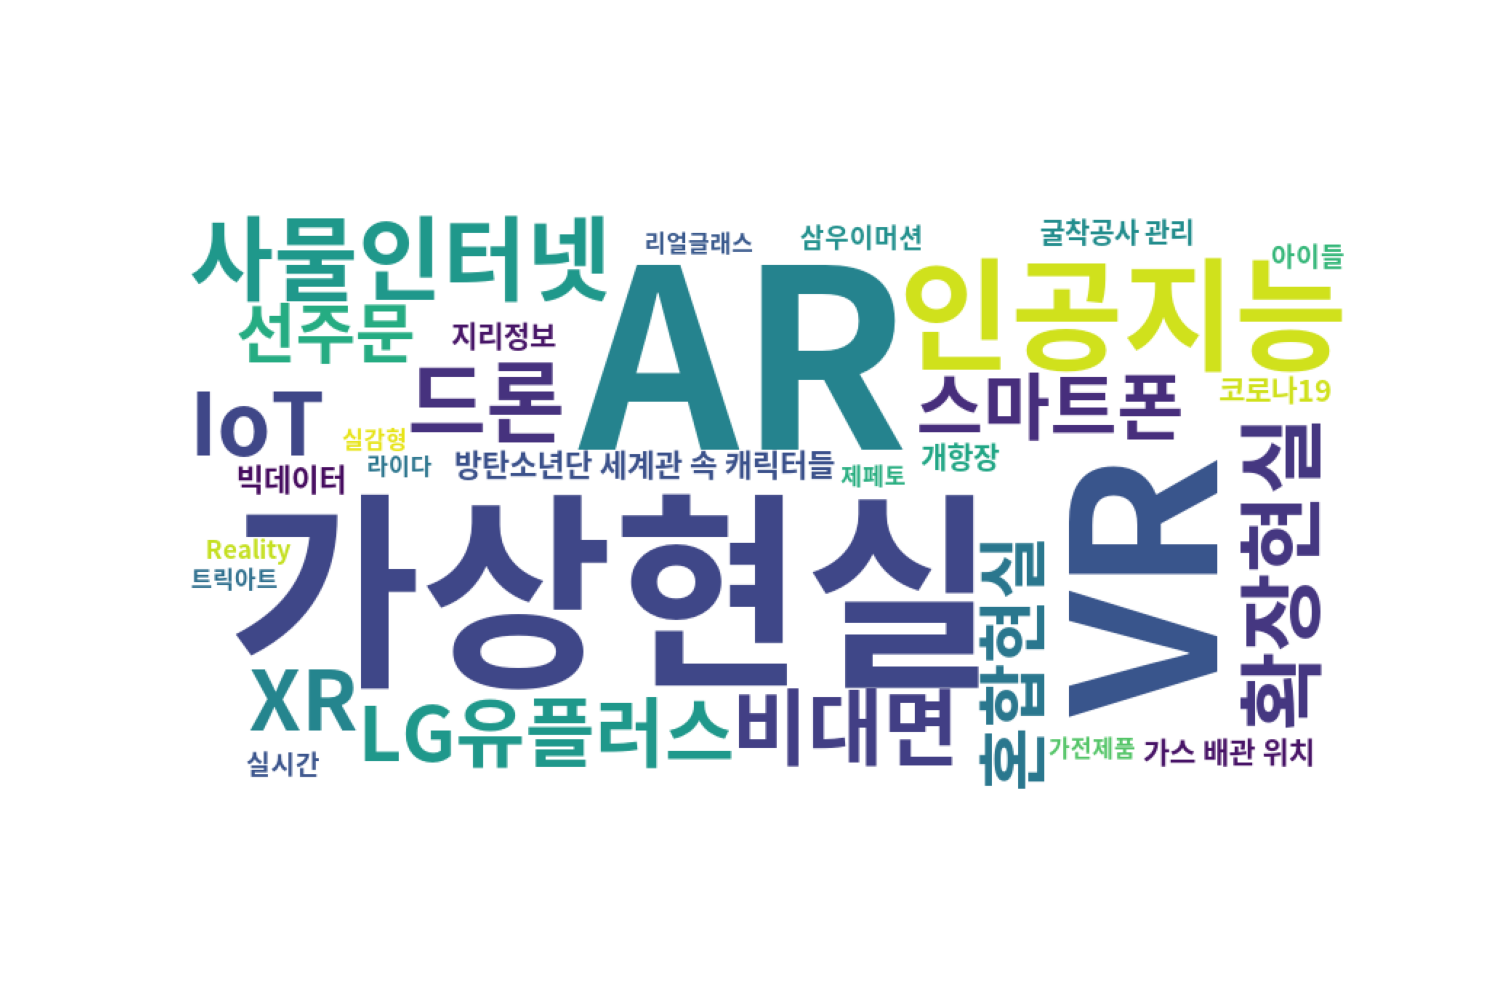 사물인터넷
리얼글래스
삼우이머션
굴착공사 관리
아이들
AR
인공지능
선주문
지리정보
드론
스마트폰
코로나19
IoT
실감형
라이다
빅데이터
방탄소년단 세계관 속 캐릭터들
제페토
개항장
VR
확장현실
가상현실
Reality
트릭아트
혼합현실
XR
LG유플러스
비대면
실시간
가전제품
가스 배관 위치